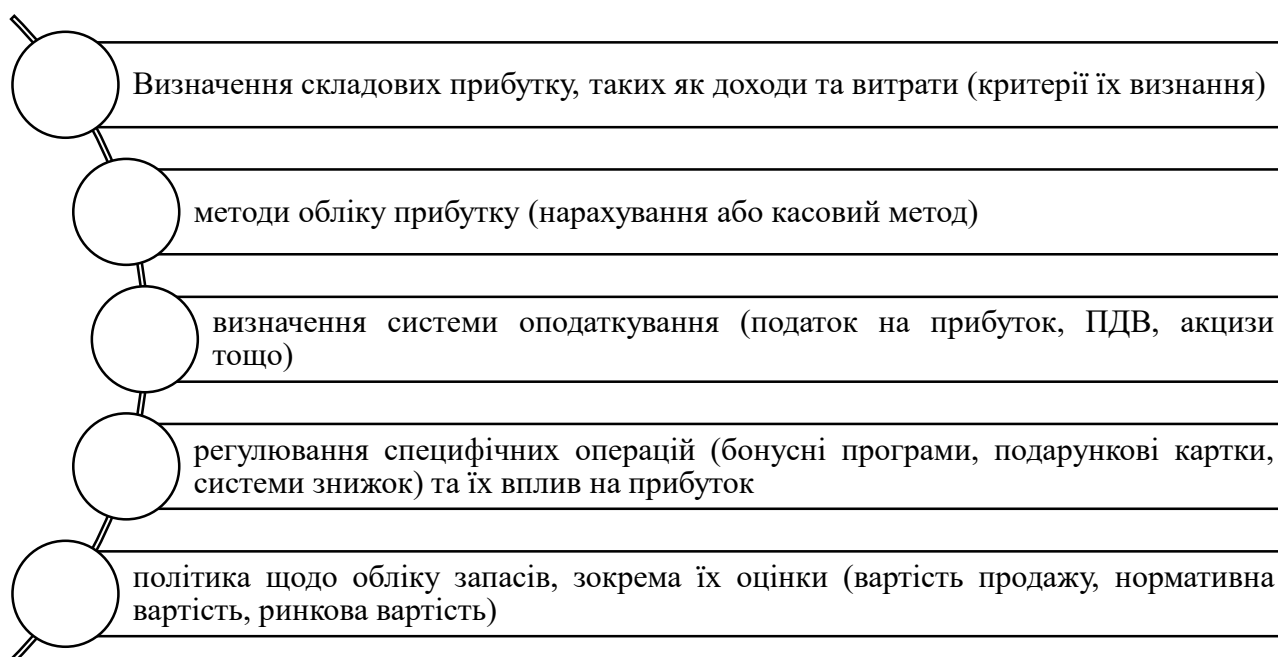 Визначення складових прибутку, таких як доходи та витрати (критерії їх визнання)
методи обліку прибутку (нарахування або касовий метод)
визначення системи оподаткування (податок на прибуток, ПДВ, акцизи
тощо)
регулювання специфічних операцій (бонусні програми, подарункові картки,
системи знижок) та їх вплив на прибуток
політика щодо обліку запасів, зокрема їх оцінки (вартість продажу, нормативна
вартість, ринкова вартість)